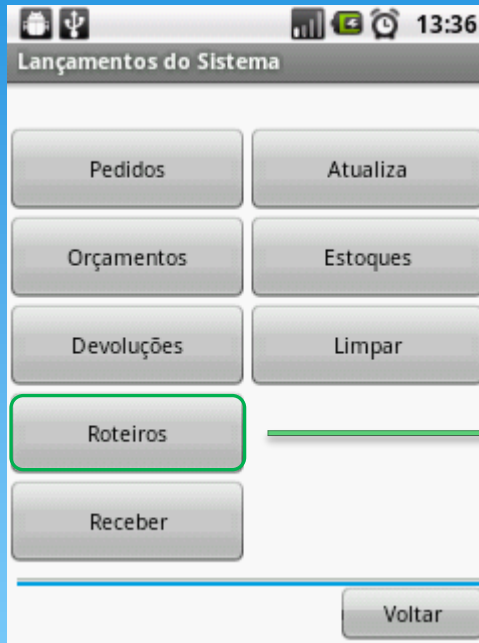 13:36
Lançamentos do Sistema
Pedidos Atualiza
Orçamentos Estoques
Devoluções Limpar
Roteiros
Receber
Voltar